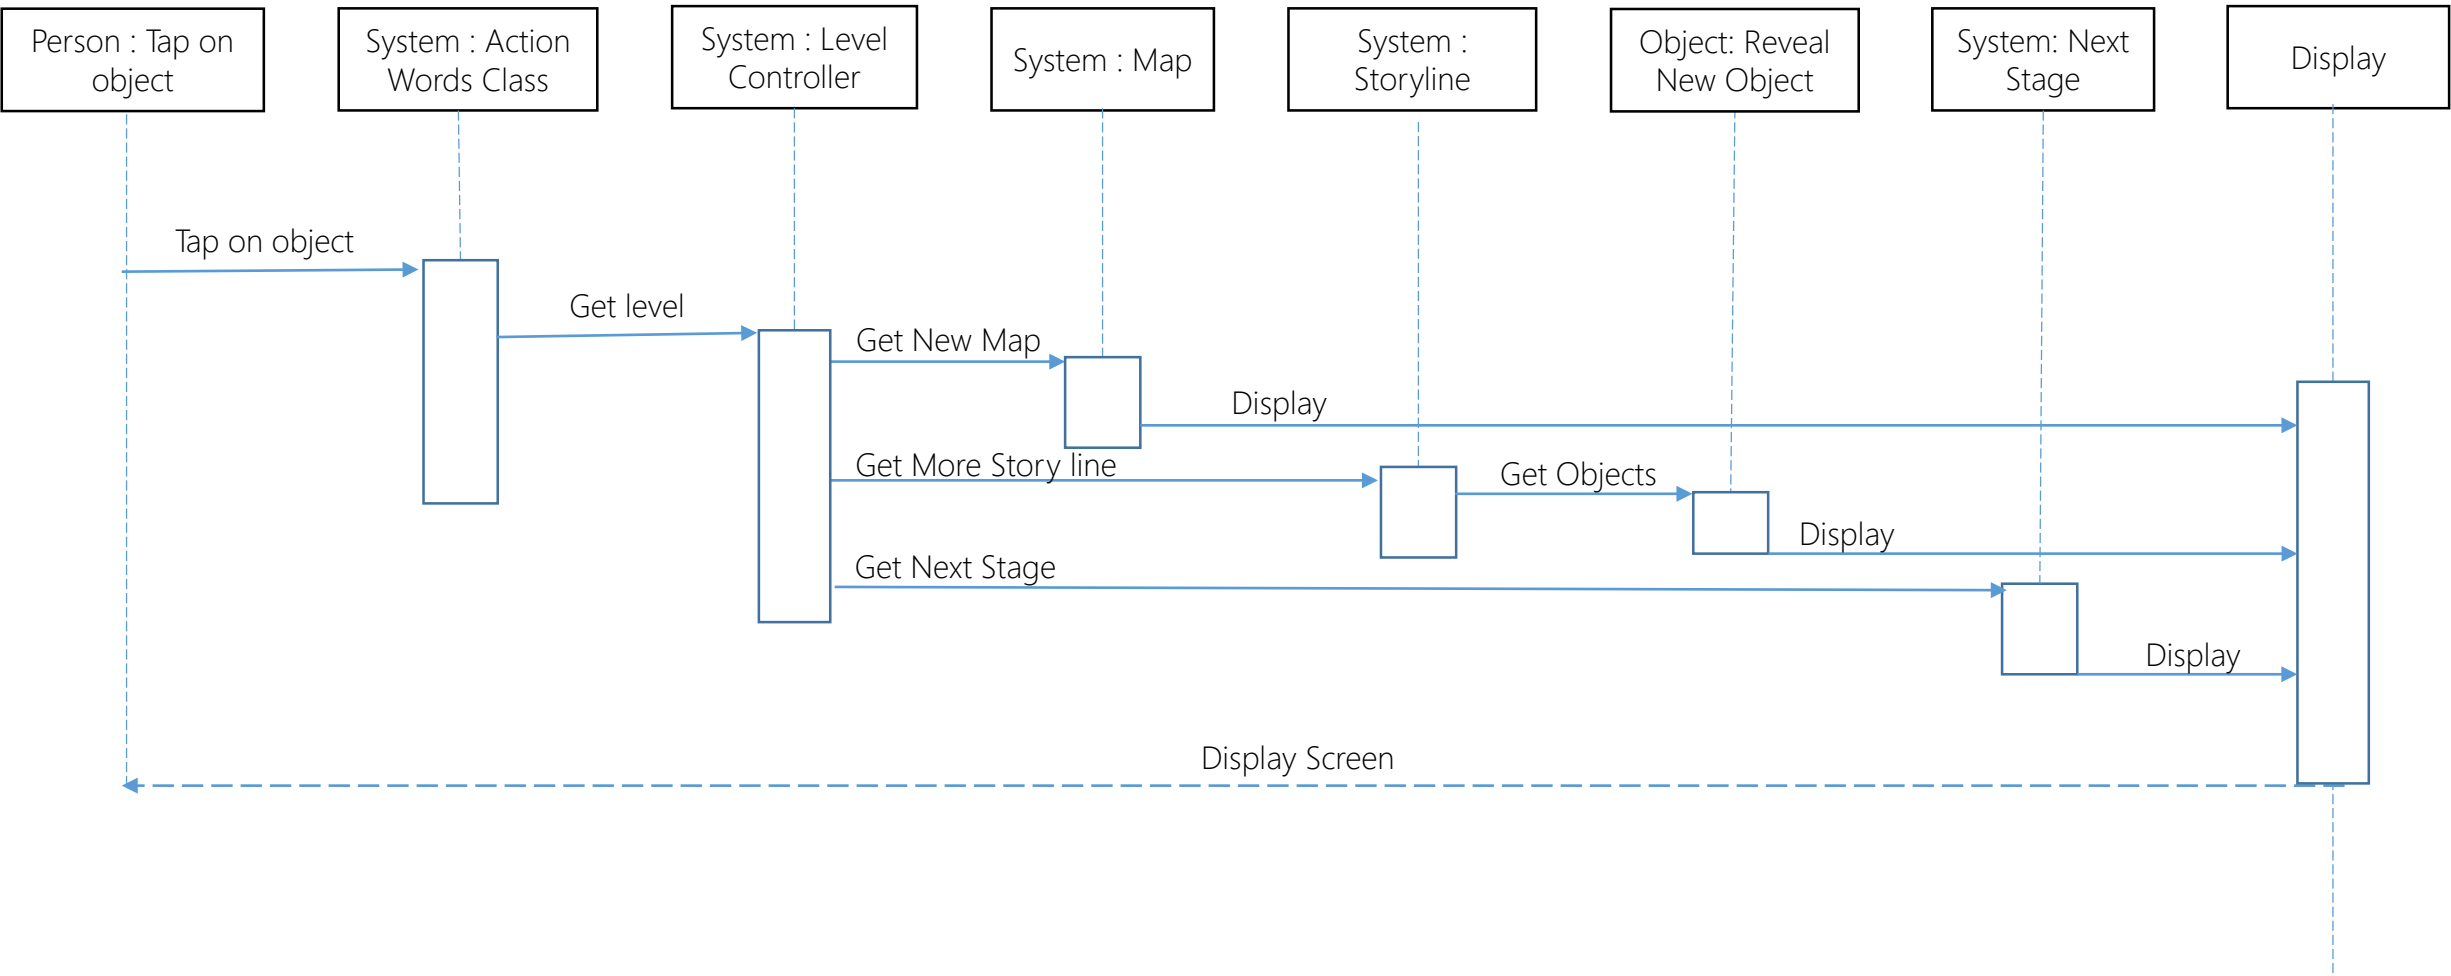 Person : Tap on
object
System : Action
Words Class
System : Level
Controller
System : Map
System :
Storyline
Object: Reveal
New Object
System: Next
Stage
Display
Tap on object
Get level
Get New Map
Display
Get More Story line
Get Objects
Display
Get Next Stage
Display
Display Screen